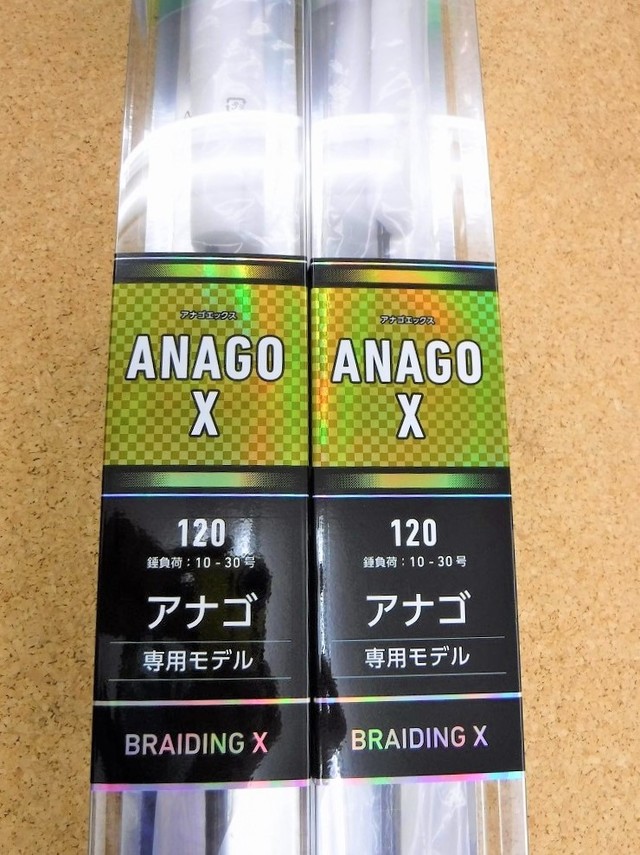 アナゴエックス
ANAGO
X
120
錘負荷：10 - 30 号
アナゴ
専用モデル
BRAIDING X
アナゴエックス
ANAGO
X
120
錘負荷：10 - 30 号
アナゴ
専用モデル
BRAIDING X